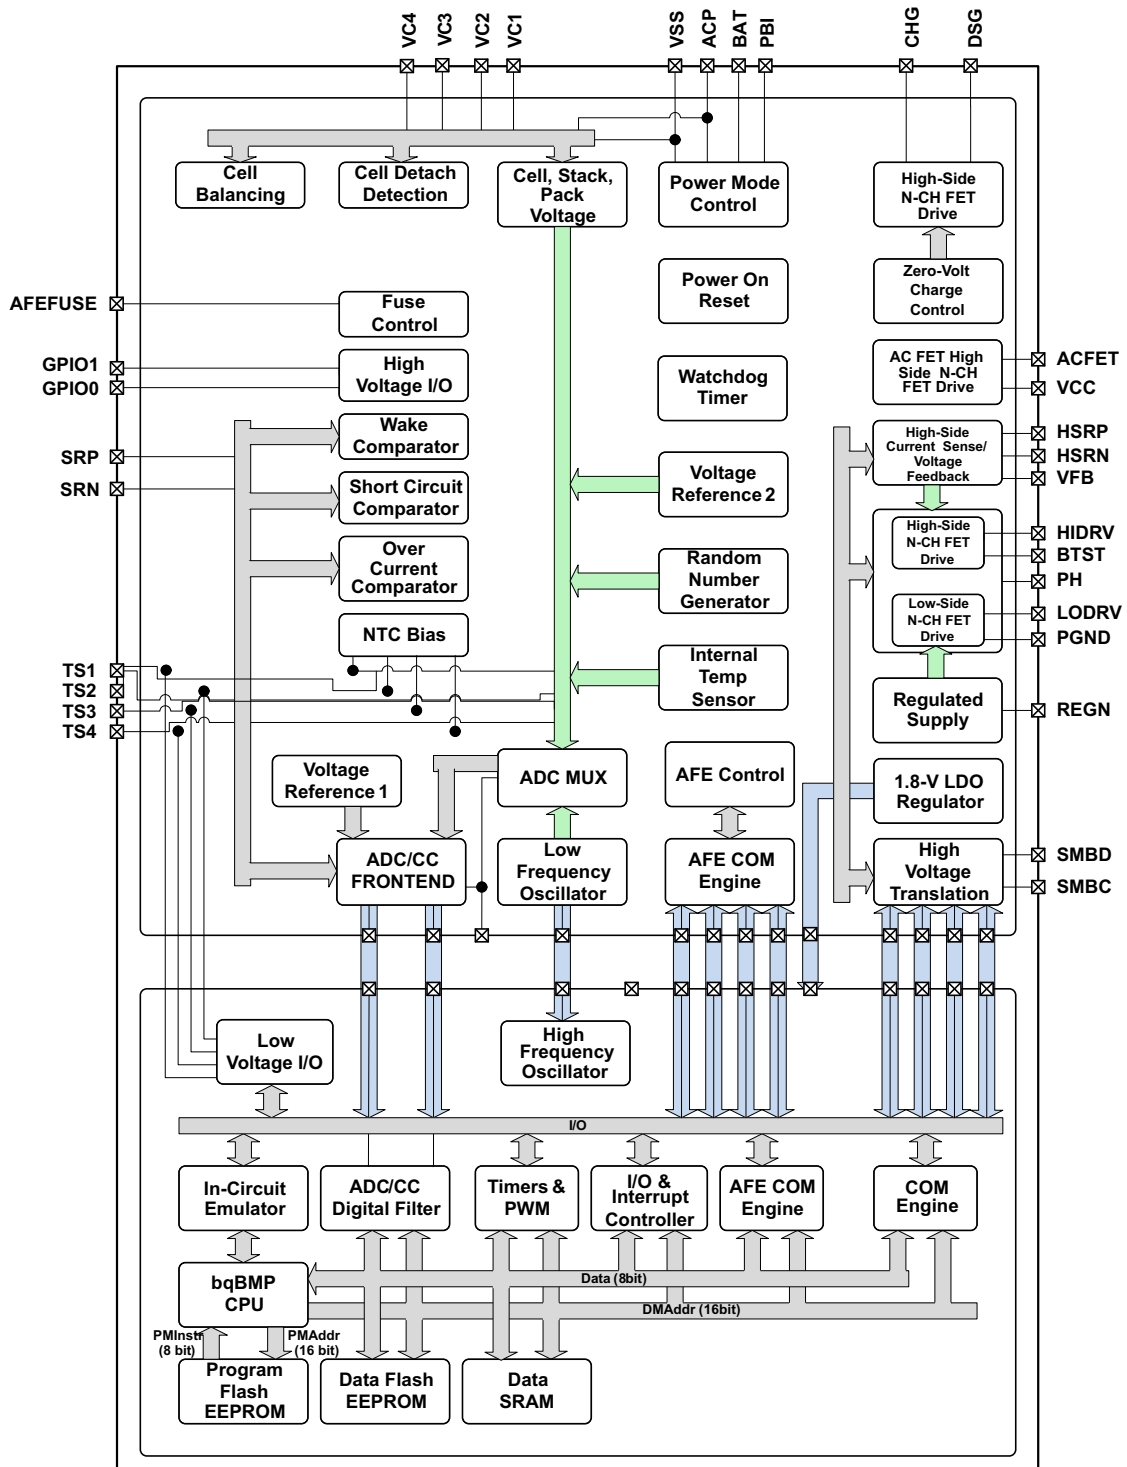 VC4
VC3
VC2
VC1
VSS
ACP
BAT
PBI
CHG
DSG
Cell
Balancing
Cell Detach
Detection
Cell, Stack,
Pack
Voltage
Power Mode
Control
High-Side
N-CH FET
Drive
AFEFUSE
Fuse
Control
Power On
Reset
Zero-Volt
Charge
Control
GPIO1
GPIO0
High
Voltage I/O
Watchdog
Timer
AC FET High
Side N-CH
FET Drive
ACFET
VCC
SRP
SRN
Wake
Comparator
Short Circuit
Comparator
Over
Current
Comparator
NTC Bias
Voltage
Reference 2
Random
Number
Generator
Internal
Temp
Sensor
High-Side
Current Sense/
Voltage
Feedback
HSRP
HSRN
VFB
High-Side
N-CH FET
Drive
HIDRV
BTST
PH
Low-Side
N-CH FET
Drive
LODRV
PGND
TS1
TS2
TS3
TS4
Regulated
Supply
REGN
Voltage
Reference 1
ADC MUX
AFE Control
1.8-V LDO
Regulator
ADC/CC
FRONTEND
Low
Frequency
Oscillator
AFE COM
Engine
High
Voltage
Translation
SMBD
SMBC
Low
Voltage I/O
High
Frequency
Oscillator
I/O
In-Circuit
Emulator
ADC/CC
Digital Filter
Timers &
PWM
I/O &
Interrupt
Controller
AFE COM
Engine
COM
Engine
bqBMP
CPU
Data (8bit)
DMAddr (16bit)
PMInstr
(8 bit)
PMAddr
(16 bit)
Program
Flash
EEPROM
Data Flash
EEPROM
Data
SRAM